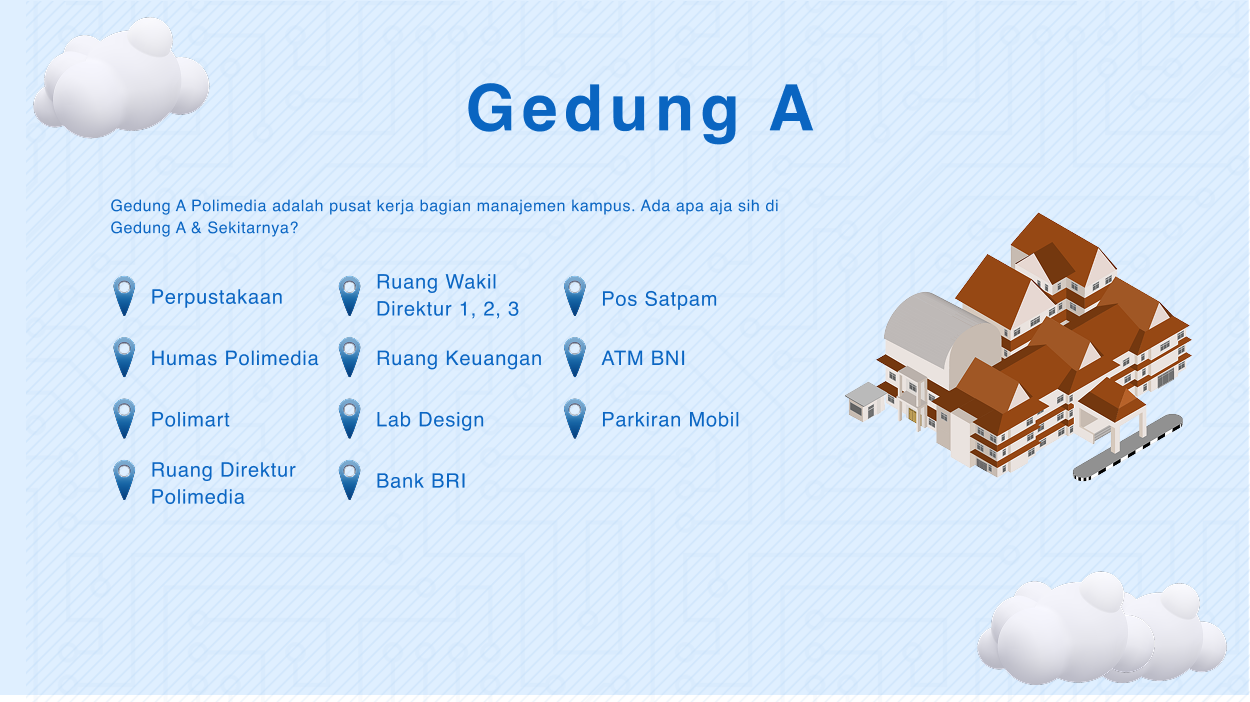 Gedung A
Gedung A Polimedia adalah pusat kerja bagian manajemen kampus. Ada apa aja sih di
Gedung A & Sekitarnya?
Perpustakaan
Humas Polimedia
Polimart
Ruang Direktur
Polimedia
Ruang Wakil
Direktur 1, 2, 3
Ruang Keuangan
Lab Design
Bank BRI
Pos Satpam
ATM BNI
Parkiran Mobil